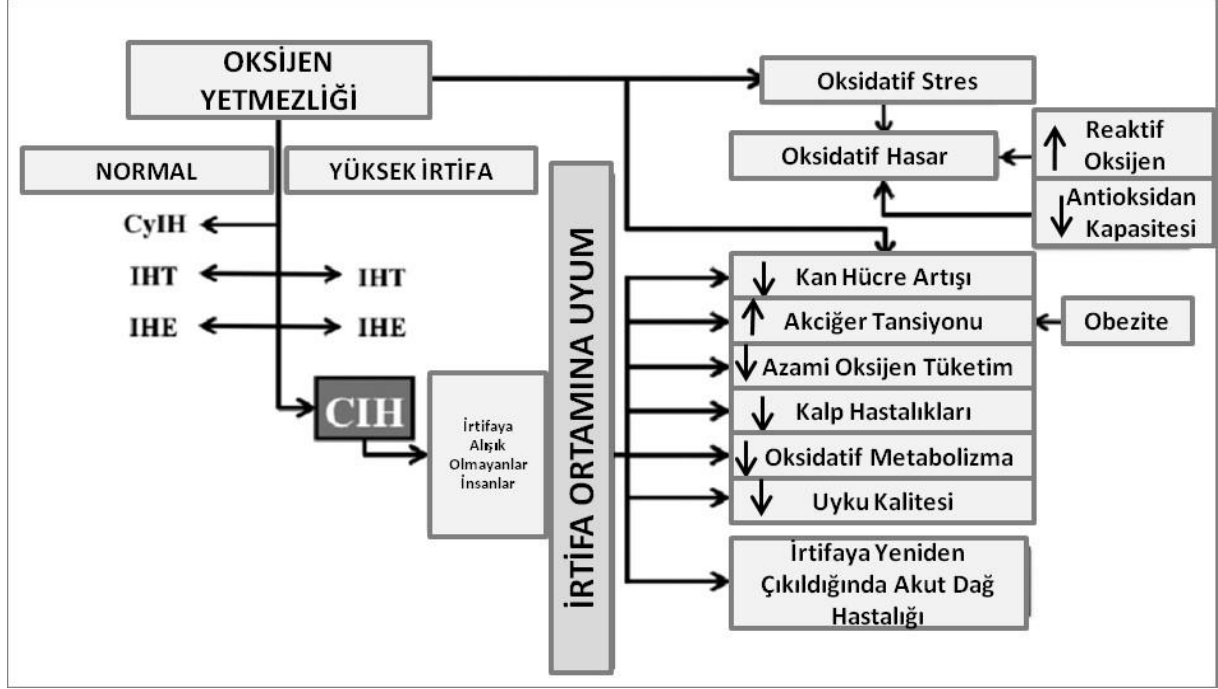 OKSİJEN
YETMEZLİĞİ
NORMAL
YÜKSEK İRTİFA
CyIH
IHT
IHT
IHE
IHE
CIH
İrtifaya
Alışık
Olmayanlar
İnsanlar
İRTİFA ORTAMINA UYUM
Oksidatif Stres
Oksidatif Hasar
Reaktif
Oksijen
Antioksidan
Kapasitesi
Kan Hücre Artışı
Akciğer Tansiyonu
Obezite
Azami Oksijen Tüketim
Kalp Hastalıkları
Oksidatif Metabolizma
Uyku Kalitesi
İrtifaya Yeniden
Çıkıldığında Akut Dağ
Hastalığı